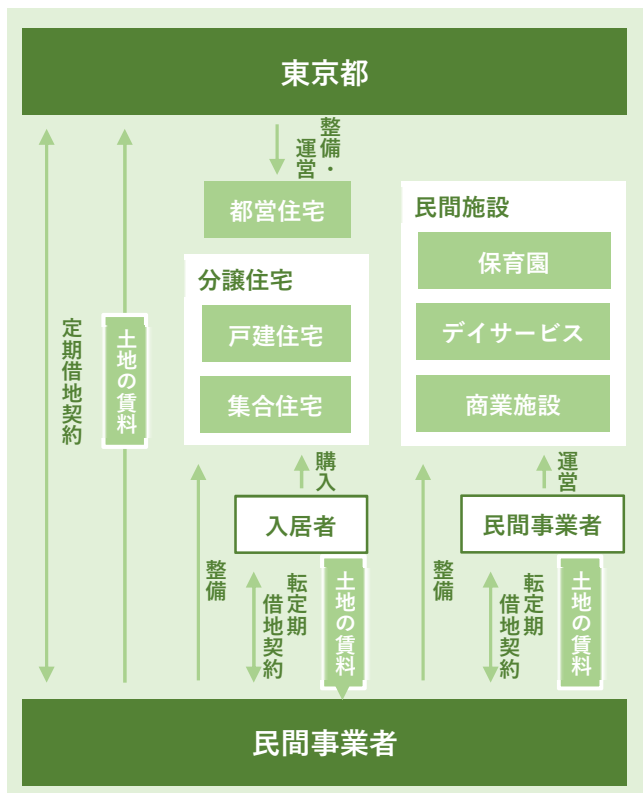 東京都
整備・
運営
都営住宅
民間施設
保育園
デイサービス
商業施設
分譲住宅
戸建住宅
集合住宅
定期借地契約
土地の賃料
購入
運営
入居者
民間事業者
整備
転定期
借地契約
土地の賃料
整備
転定期
借地契約
土地の賃料
民間事業者